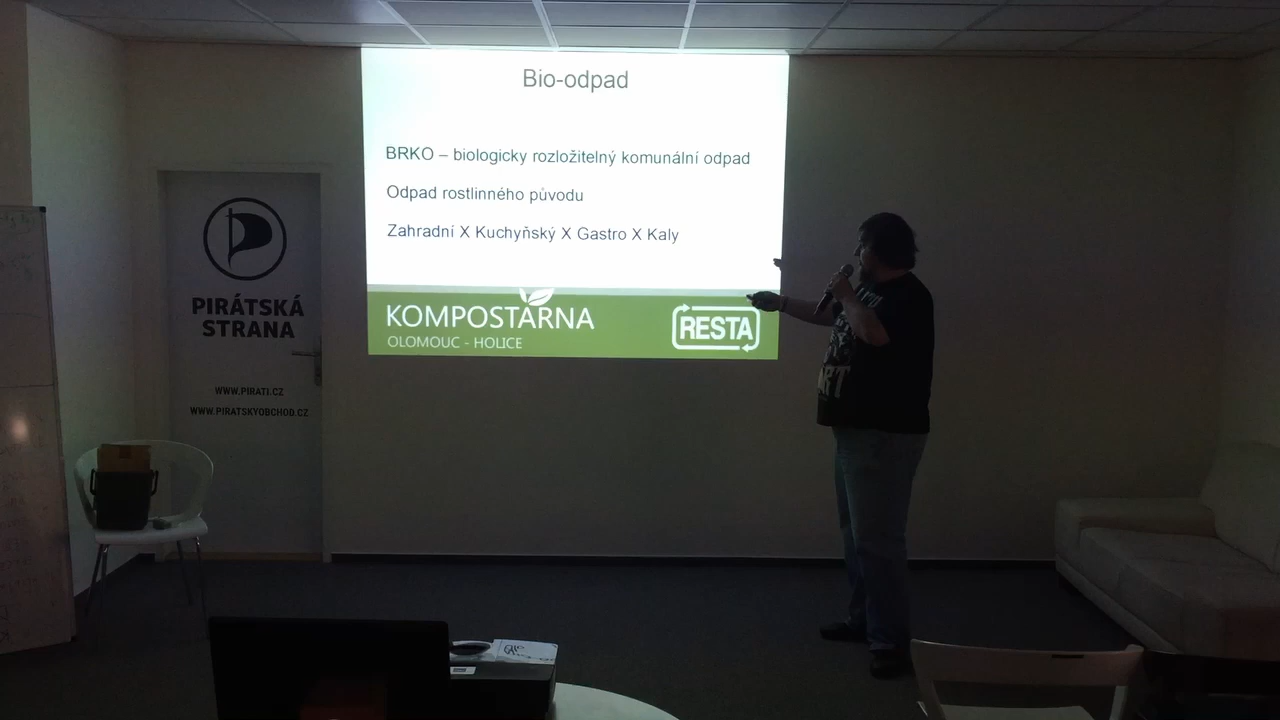 Bio-odpad
BRKO – biologicky rozložitelný komunální odpad
Odpad rostlinného původu
Zahradní X Kuchyňský X Gastro X Kaly
KOMPOSTÁRNA
OLOMOUC - HOLICE
RESTA
PIRÁTSKÁ
STRANA
WWW.PIRATI.CZ
WWW.PIRATSKYOBCHOD.CZ